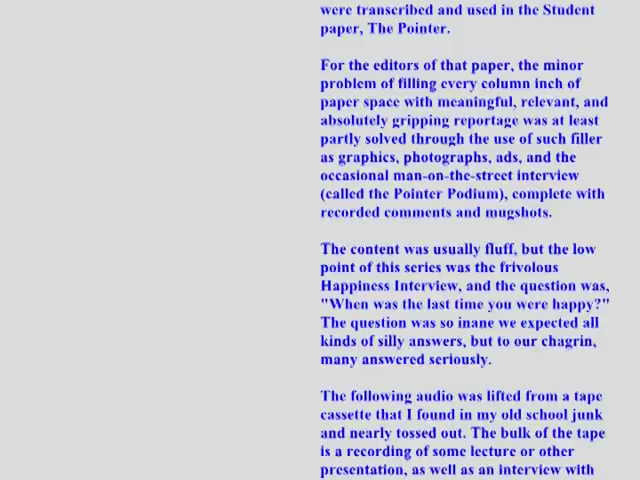 were transcribed and used in the Student
paper, The Pointer.
For the editors of that paper, the minor
problem of filling every column inch of
paper space with meaningful, relevant, and
absolutely gripping reportage was at least
partly solved through the use of such filler
as graphics, photographs, ads, and the
occasional man-on-the-street interview
(called the Pointer Podium), complete with
recorded comments and mugshots.
The content was usually fluff, but the low
point of this series was the frivolous
Happiness Interview, and the question was,
"When was the last time you were happy?"
The question was so inane we expected all
kinds of silly answers, but to our chagrin,
many answered seriously.
The following audio was lifted from a tape
cassette that I found in my old school junk
and nearly tossed out. The bulk of the tape
is a recording of some lecture or other
presentation, as well as an interview with